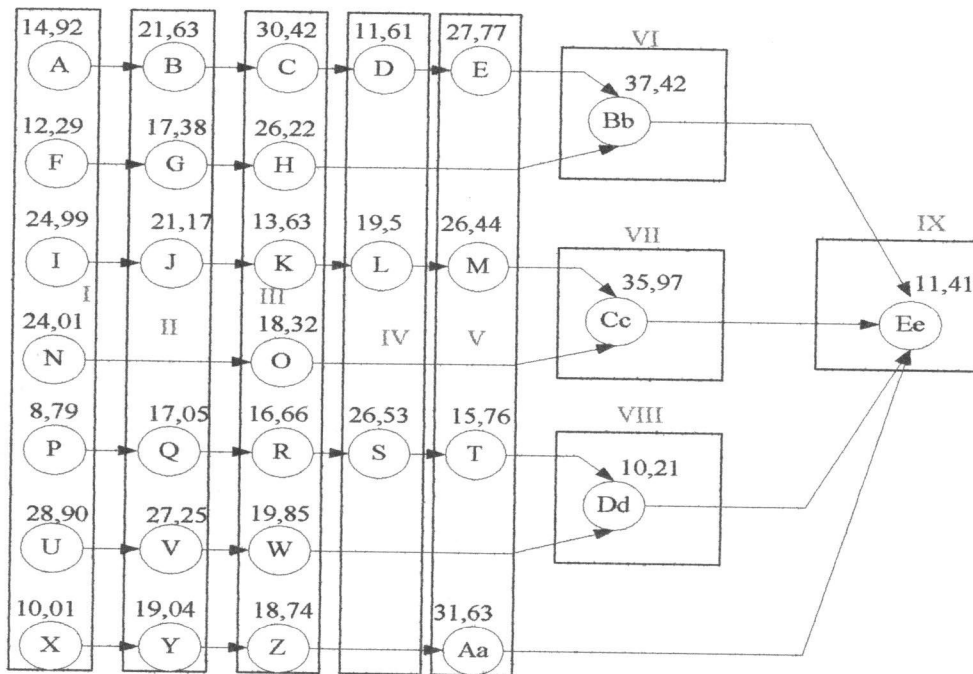 14,92 21,63 30,42 11,61 27,77 VI
A B C D E 37,42
Bb
12,29 17,38 26,22
F G H
24,99 21,17 13,63 19,5 26,44 VII IX
I J K L M 35,97 11,41
I III
Cc Ee
24,01 II 18,32 IV V
N O
8,79 17,05 16,66 26,53 15,76 VIII
P Q R S T 10,21
Dd
28,90 27,25 19,85
U V W
10,01 19,04 18,74 31,63
X Y Z Aa